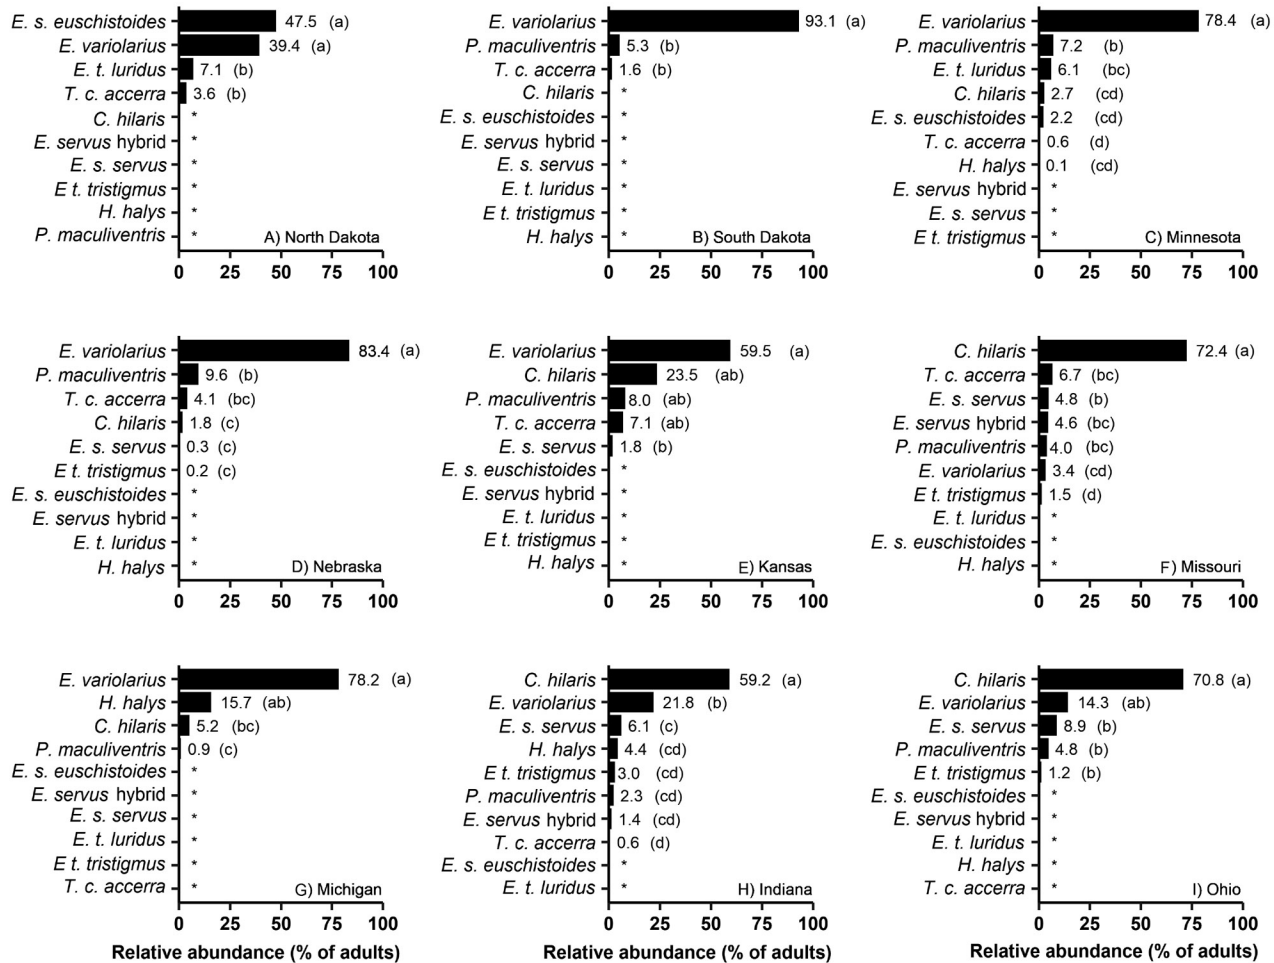 E. s. euschistoides 47.5 (a)
E. variolarius 39.4 (a)
E. t. luridus 7.1 (b)
T. c. accerra 3.6 (b)
C. hilaris *
E. servus hybrid *
E. s. servus *
E t. tristigmus *
H. halys *
P. maculiventris *
A) North Dakota
0 25 50 75 100
E. variolarius 93.1 (a)
P. maculiventris 5.3 (b)
T. c. accerra 1.6 (b)
C. hilaris *
E. s. euschistoides *
E. servus hybrid *
E. s. servus *
E. t. luridus *
E t. tristigmus *
H. halys *
B) South Dakota
0 25 50 75 100
E. variolarius 78.4 (a)
P. maculiventris 7.2 (b)
E. t. luridus 6.1 (bc)
C. hilaris 2.7 (cd)
E. s. euschistoides 2.2 (cd)
T. c. accerra 0.6 (d)
H. halys 0.1 (cd)
E. servus hybrid *
E. s. servus *
E t. tristigmus *
C) Minnesota
0 25 50 75 100
E. variolarius 83.4 (a)
P. maculiventris 9.6 (b)
T. c. accerra 4.1 (bc)
C. hilaris 1.8 (c)
E. s. servus 0.3 (c)
E t. tristigmus 0.2 (c)
E. s. euschistoides *
E. servus hybrid *
E. t. luridus *
H. halys *
D) Nebraska
0 25 50 75 100
E. variolarius 59.5 (a)
C. hilaris 23.5 (ab)
P. maculiventris 8.0 (ab)
T. c. accerra 7.1 (ab)
E. s. servus 1.8 (b)
E. s. euschistoides *
E. servus hybrid *
E. t. luridus *
E t. tristigmus *
H. halys *
E) Kansas
0 25 50 75 100
C. hilaris 72.4 (a)
T. c. accerra 6.7 (bc)
E. s. servus 4.8 (b)
E. servus hybrid 4.6 (bc)
P. maculiventris 4.0 (bc)
E. variolarius 3.4 (cd)
E t. tristigmus 1.5 (d)
E. t. luridus *
E. s. euschistoides *
H. halys *
F) Missouri
0 25 50 75 100
E. variolarius 78.2 (a)
H. halys 15.7 (ab)
C. hilaris 5.2 (bc)
P. maculiventris 0.9 (c)
E. s. euschistoides *
E. servus hybrid *
E. s. servus *
E. t. luridus *
E t. tristigmus *
T. c. accerra *
G) Michigan
0 25 50 75 100
Relative abundance (% of adults)
C. hilaris 59.2 (a)
E. variolarius 21.8 (b)
E. s. servus 6.1 (c)
H. halys 4.4 (cd)
E t. tristigmus 3.0 (cd)
P. maculiventris 2.3 (cd)
E. servus hybrid 1.4 (cd)
T. c. accerra 0.6 (d)
E. s. euschistoides *
E. t. luridus *
H) Indiana
0 25 50 75 100
Relative abundance (% of adults)
C. hilaris 70.8 (a)
E. variolarius 14.3 (ab)
E. s. servus 8.9 (b)
P. maculiventris 4.8 (b)
E t. tristigmus 1.2 (b)
E. s. euschistoides *
E. servus hybrid *
E. t. luridus *
H. halys *
T. c. accerra *
I) Ohio
0 25 50 75 100
Relative abundance (% of adults)